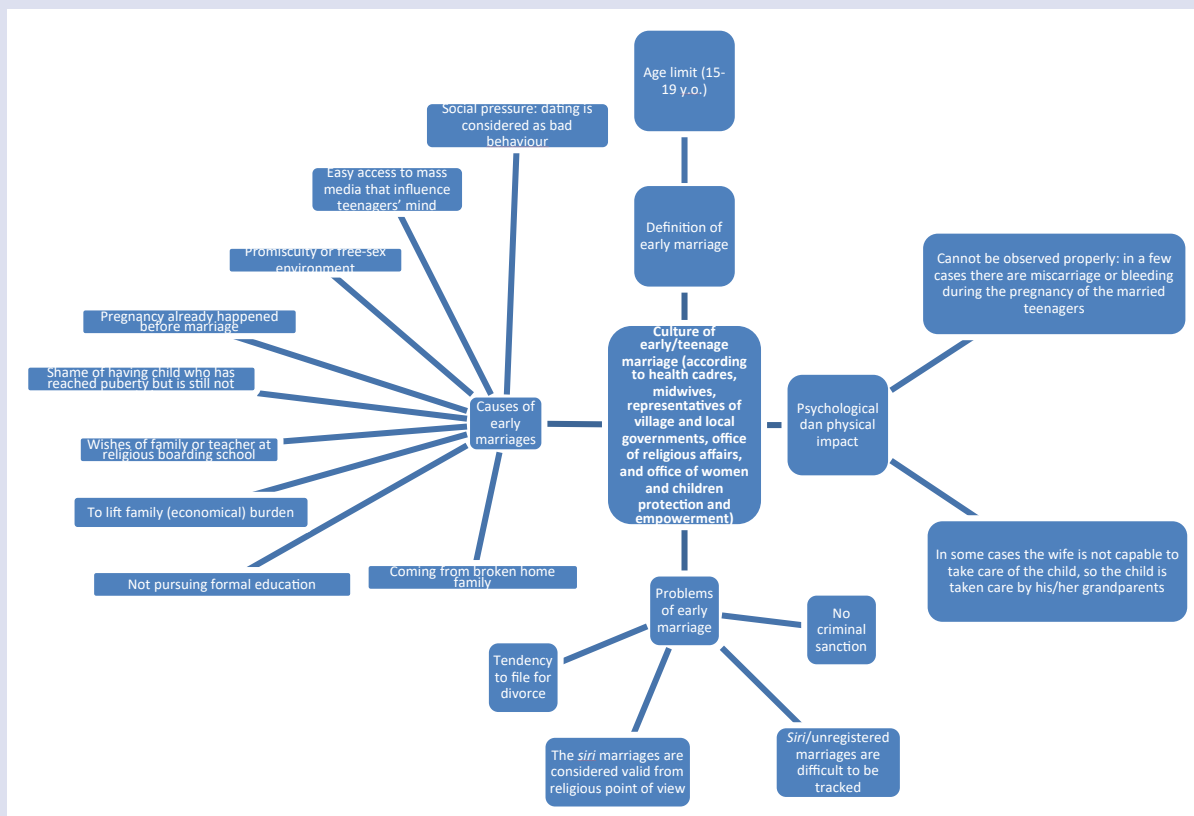 Age limit (15-
19 y.o.)
Social pressure: dating is
considered as bad
behaviour
Easy access to mass
media that influence
teenagers’ mind
Definition of
early marriage
Promiscuity or free-sex
environment
Cannot be observed properly: in a few
cases there are miscarriage or bleeding
during the pregnancy of the married
teenagers
Pregnancy already happened
before marriage
Shame of having child who has
reached puberty but is still not
Wishes of family or teacher at
religious boarding school
To lift family (economical) burden
Not pursuing formal education
Coming from broken home
family
Causes of
early
marriages
Culture of
early/teenage
marriage (according
to health cadres,
midwives,
representatives of
village and local
governments, office
of religious affairs,
and office of women
and children
protection and
empowerment)
Psychological
dan physical
impact
In some cases the wife is not capable to
take care of the child, so the child is
taken care by his/her grandparents
Problems
of early
marriage
No
criminal
sanction
Tendency
to file for
divorce
The siri marriages are
considered valid from
religious point of view
Siri/unregistered
marriages are
difficult to be
tracked